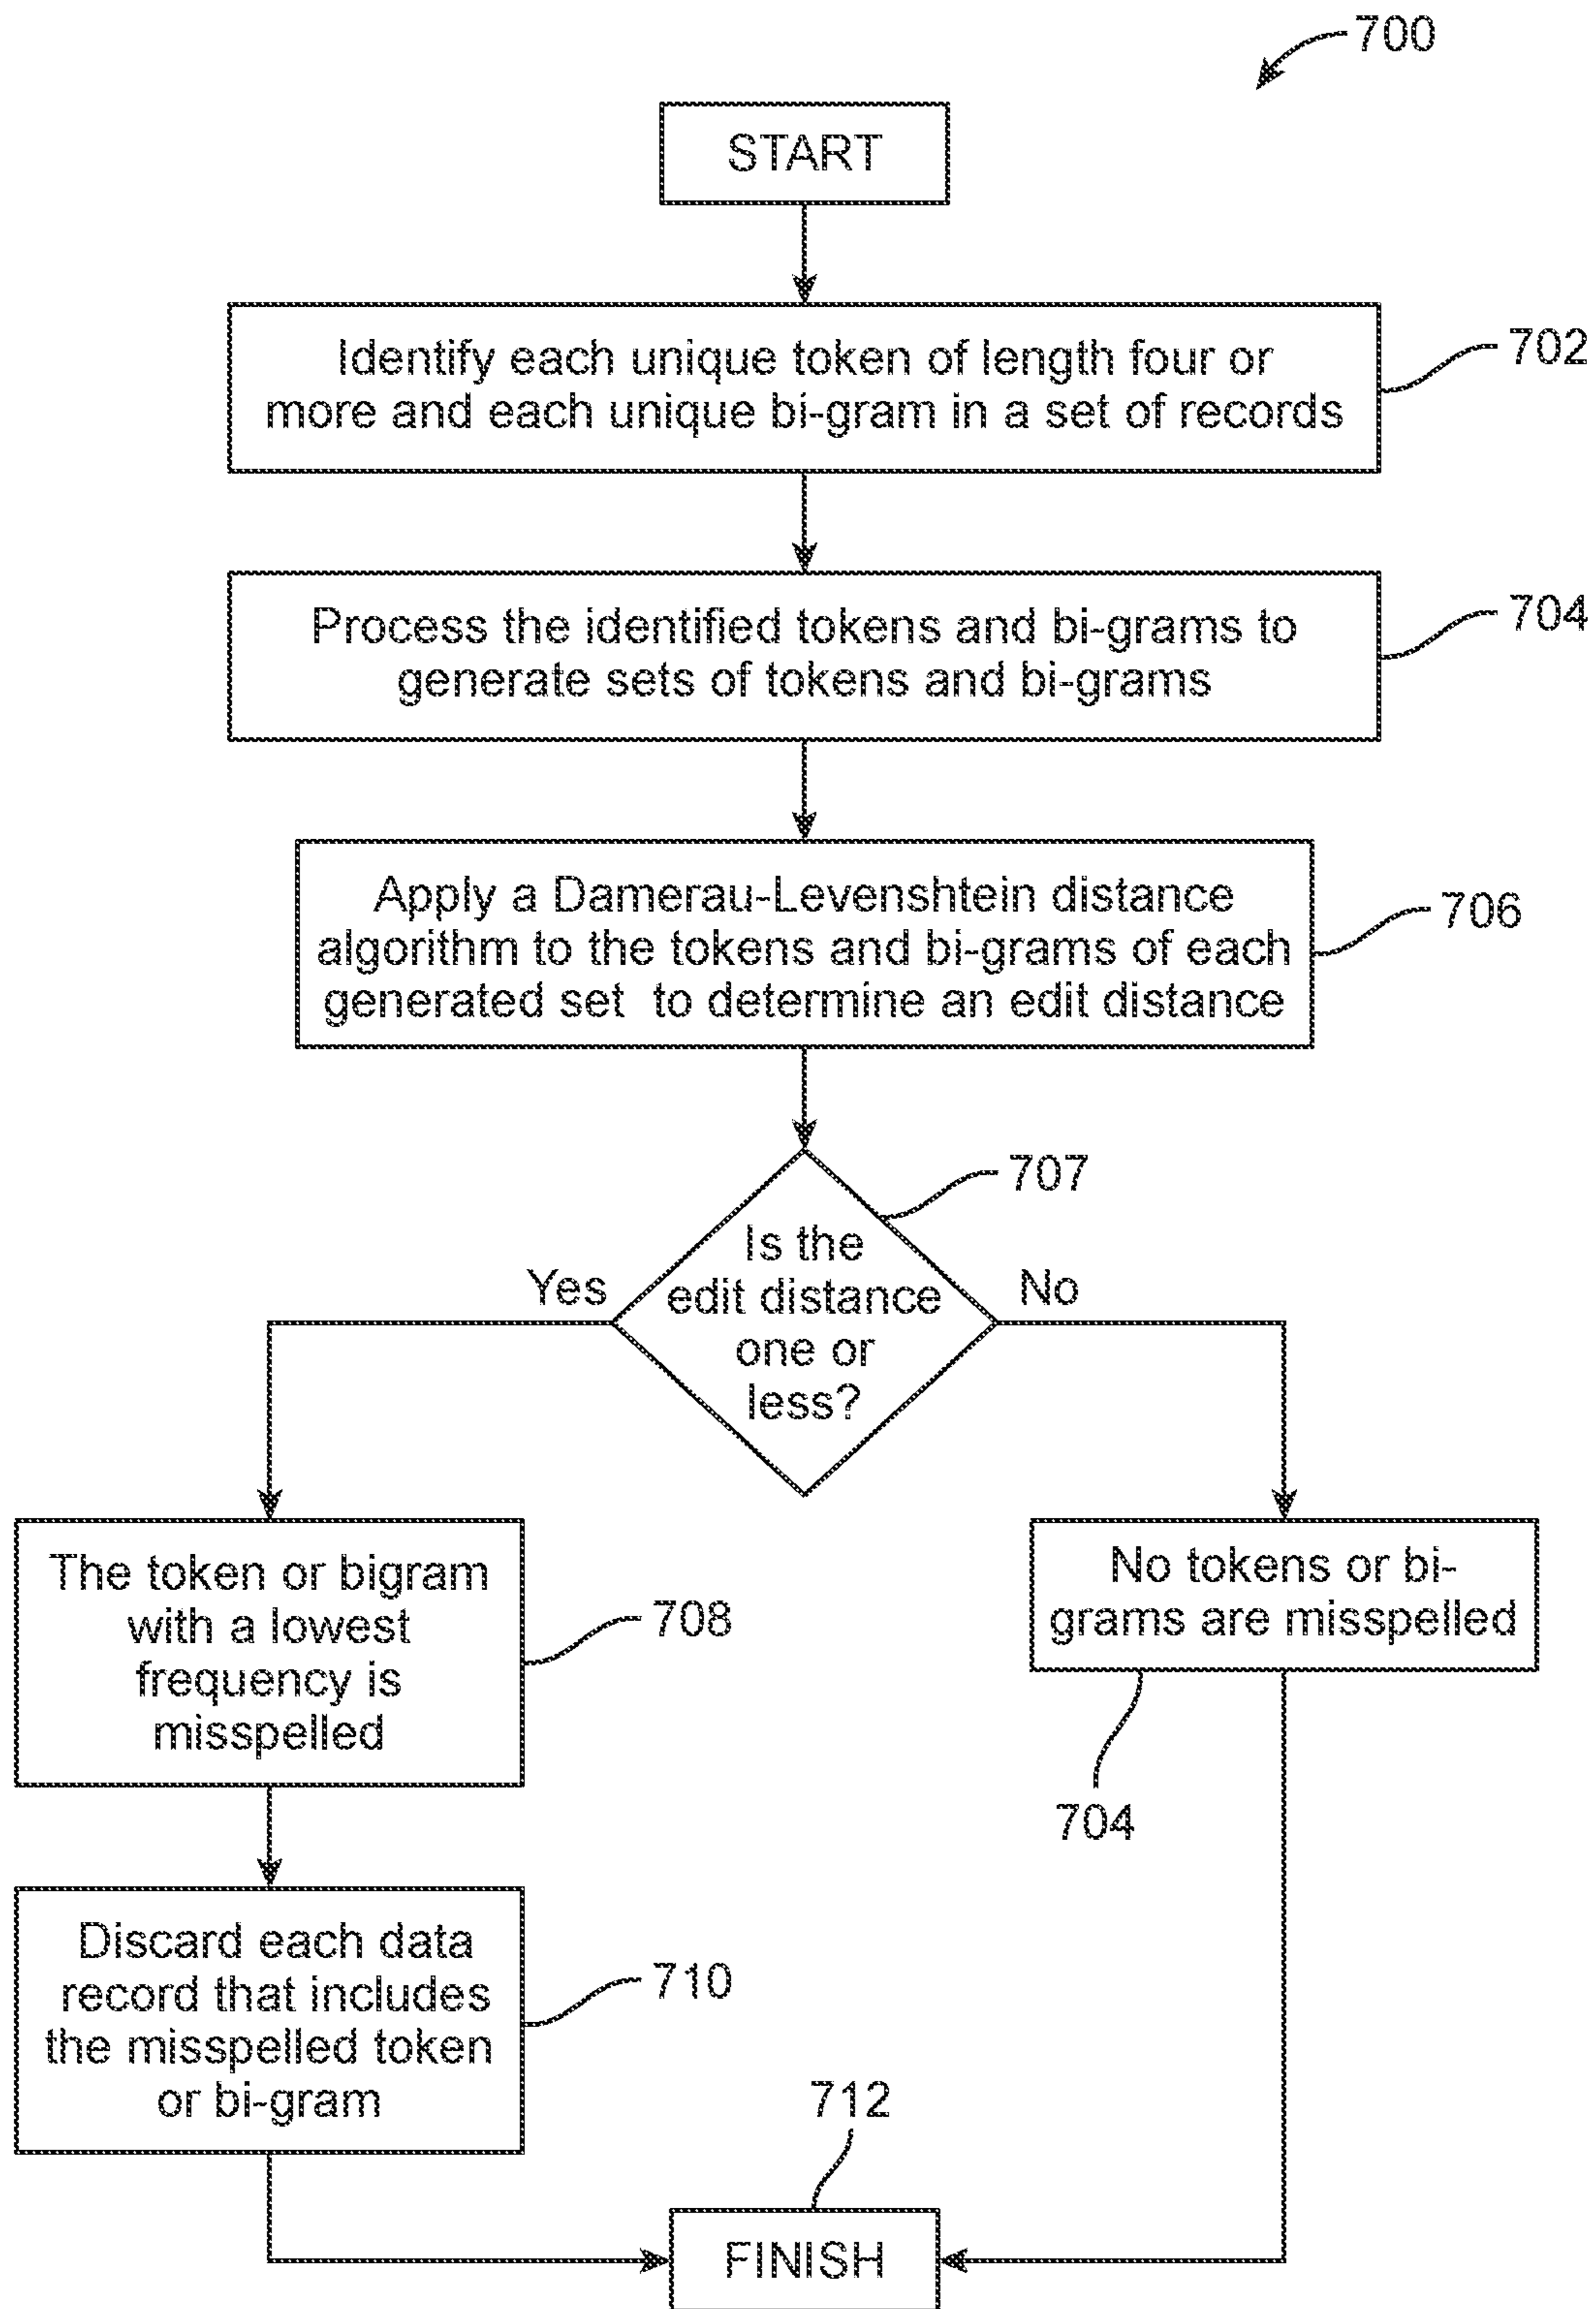 700
START
Identify each unique token of length four or
more and each unique bi-gram in a set of records
702
Process the identified tokens and bi-grams to
generate sets of tokens and bi-grams
704
Apply a Damerau-Levenshtein distance
algorithm to the tokens and bi-grams of each
generated set to determine an edit distance
706
707
Is the
edit distance
one or
less?
Yes
No
The token or bigram
with a lowest
frequency is
misspelled
708
No tokens or bi-
grams are misspelled
704
Discard each data
record that includes
the misspelled token
or bi-gram
710
712
FINISH